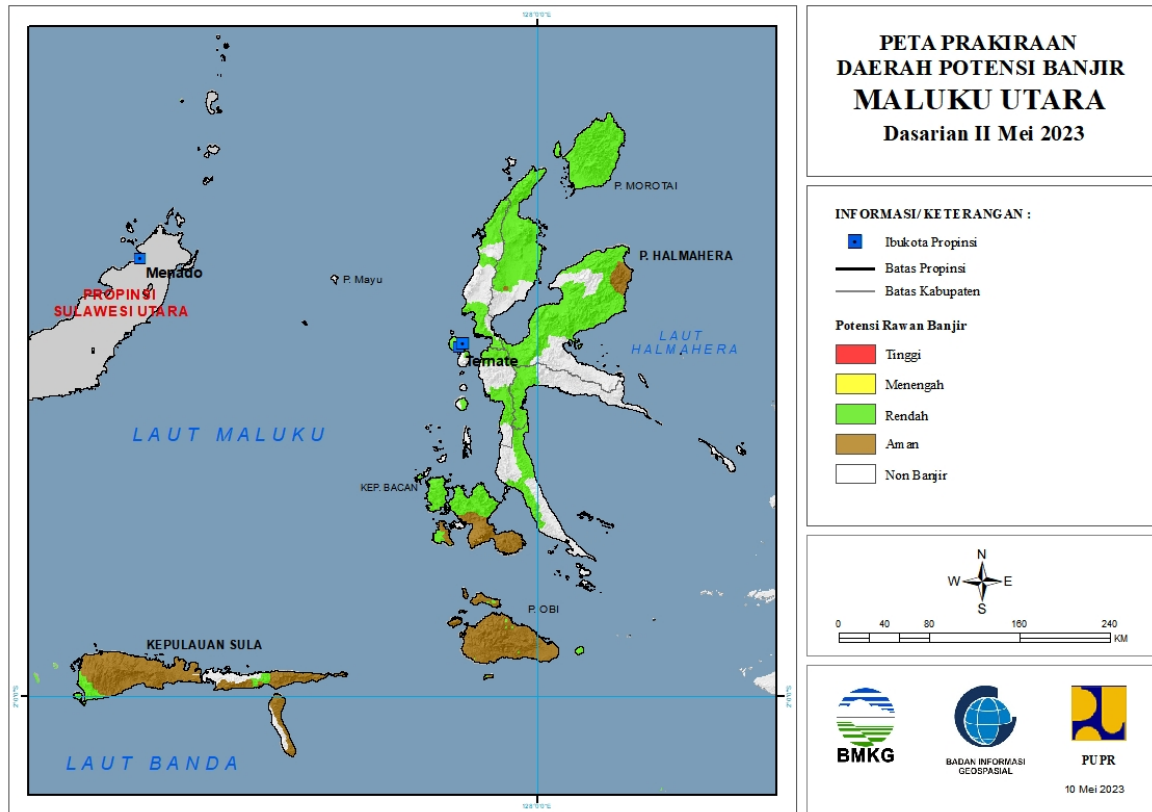 PETA PRAKIRAAN
DAERAH POTENSI BANJIR
MALUKU UTARA
Dasarian II Mei 2023
INFORMASI/ KETERANGAN :
Ibukota Propinsi
Batas Propinsi
Batas Kabupaten
Potensi Rawan Banjir
Tinggi
Menengah
Rendah
Aman
Non Banjir
N
W E
S
0 40 80 160 240
KM
BMKG
BADAN INFORMASI
GEOSPASIAL
PUPR
10 Mei 2023
P. MOROTAI
P. HALMAHERA
Menado
P. Mayu
PROPINSI
SULAWESI UTARA
LAUT
HALMAHERA
Ternate
LAUT MALUKU
KEP. BACAN
P. OBI
KEPULAUAN SULA
LAUT BANDA